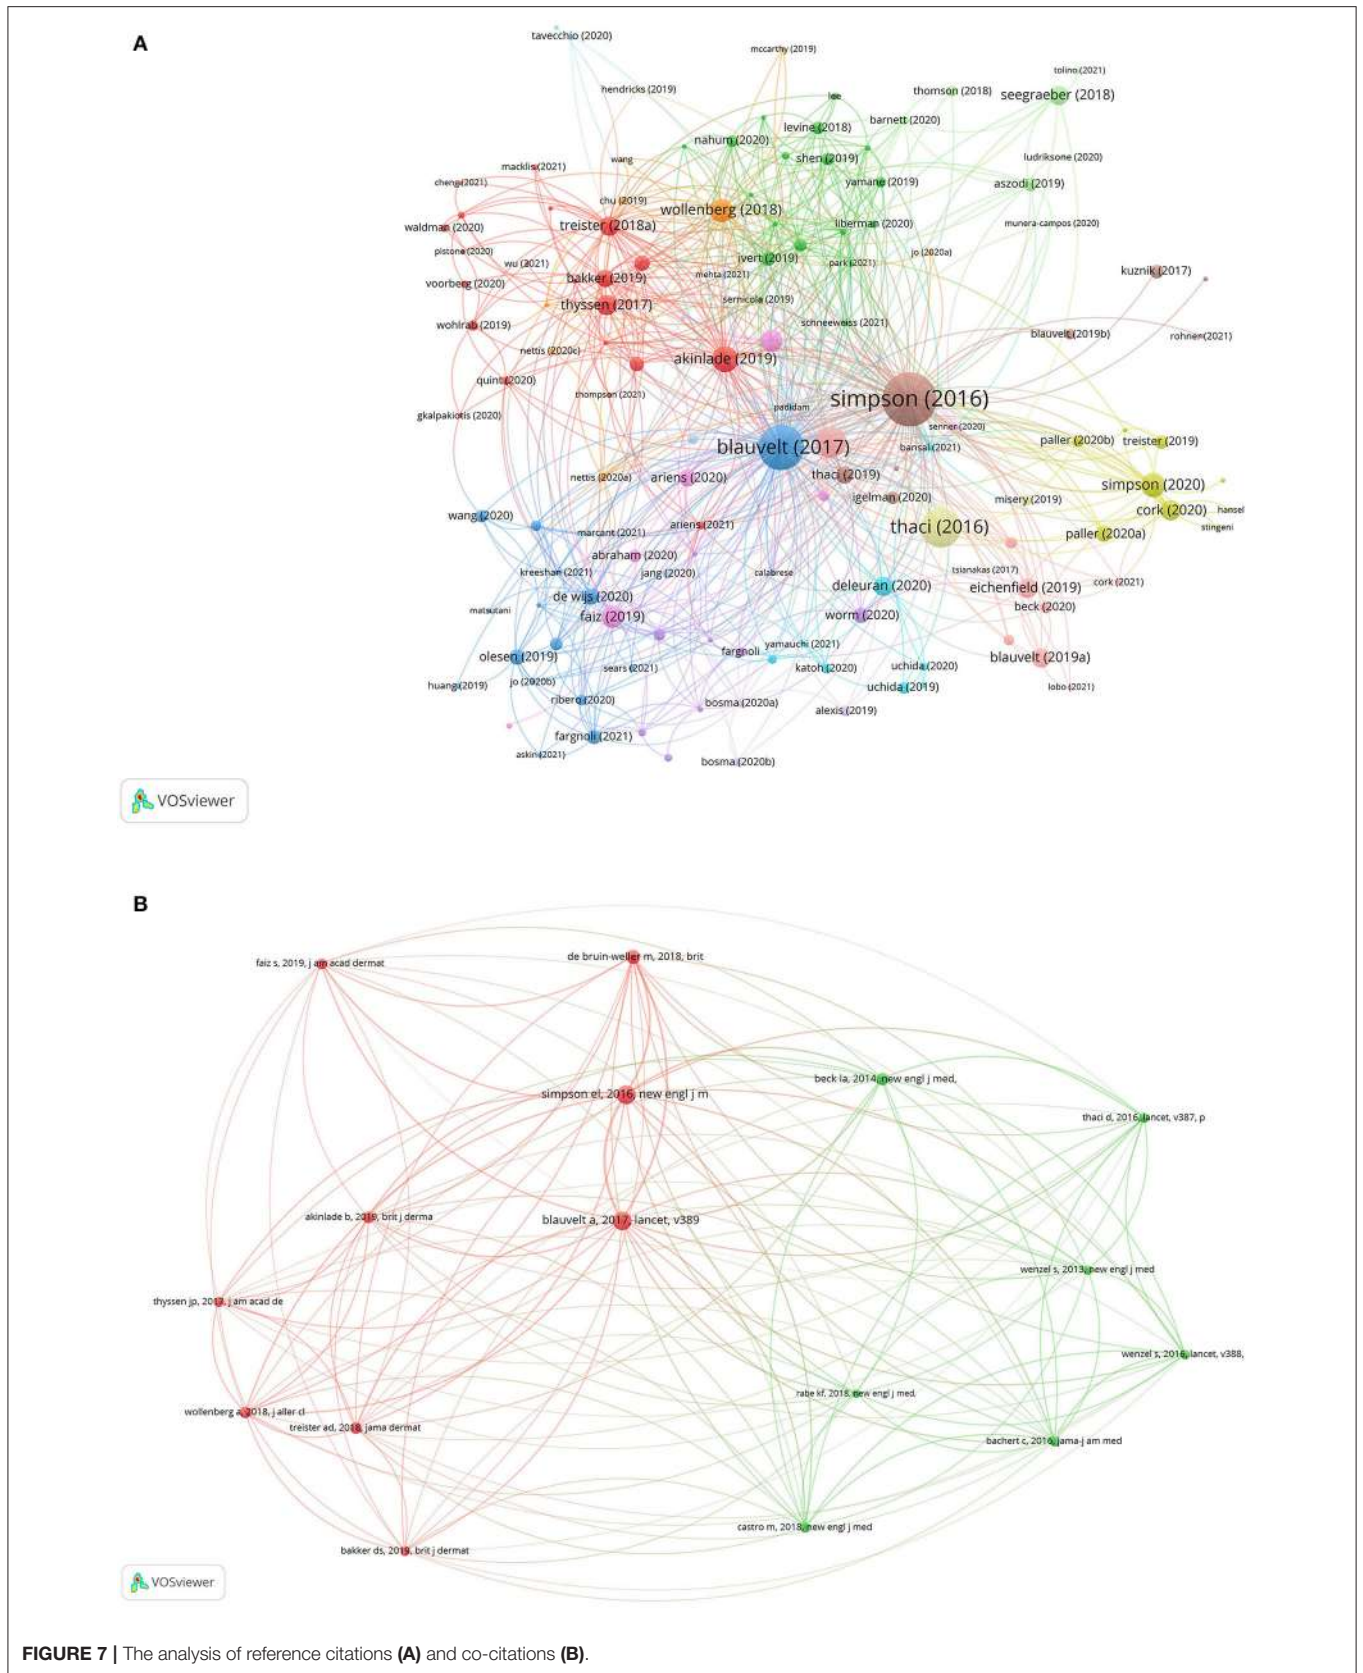 A
tavecchio (2020)
mccarthy (2019)
tolino (2021)
hendricks (2019)
thomson (2018)
seegraeber (2018)
lee
levine (2018)
barnett (2020)
nahum (2020)
wang
shen (2019)
ludriksone (2020)
macklis (2021)
cheng (2021)
yamane (2019)
aszodi (2019)
chu (2019)
wollenberg (2018)
waldman (2020)
treister (2018a)
liberman (2020)
munera-campos (2020)
pistone (2020)
wu (2021)
ivert (2019)
park (2021)
jo (2020a)
kuznik (2017)
voorberg (2020)
bakker (2019)
mehta (2021)
thyssen (2017)
sernicola (2019)
wohlrab (2019)
schneeweiss (2021)
blauvelt (2019b)
rohner (2021)
nettis (2020c)
akinlade (2019)
quint (2020)
thompson (2021)
simpson (2016)
padidam
gkalpakiotis (2020)
senner (2020)
blauvelt (2017)
bansal (2021)
paller (2020b)
treister (2019)
nettis (2020a)
ariens (2020)
thaci (2019)
simpson (2020)
igelman (2020)
misery (2019)
cork (2020)
hansel
wang (2020)
marcant (2021)
ariens (2021)
thaci (2016)
paller (2020a)
stingeni
abraham (2020)
kreeshan (2021)
jang (2020)
calabrese
tsianakas (2017)
deleuran (2020)
eichenfield (2019)
cork (2021)
matsutani
de wijs (2020)
faiz (2019)
worm (2020)
beck (2020)
olesen (2019)
fargnoli
yamauchi (2021)
blauvelt (2019a)
huang (2019)
jo (2020b)
sears (2021)
katoh (2020)
uchida (2020)
uchida (2019)
lobo (2021)
ribero (2020)
bosma (2020a)
alexis (2019)
fargnoli (2021)
askin (2021)
bosma (2020b)
VOSviewer
B
faiz s, 2019, j am acad dermat
de bruin-weller m, 2018, brit
simpson el, 2016, new engl j m
beck la, 2014, new engl j med,
thaci d, 2016, lancet, v387, p
akinlade b, 2019, brit j derma
blauvelt a, 2017, lancet, v389
wenzel s, 2013, new engl j med
thyssen jp, 2017, j am acad de
wenzel s, 2016, lancet, v388,
rabe kf, 2018, new engl j med,
wollenberg a, 2018, j aller cl
treister ad, 2018, jama dermat
bachert c, 2016, jama-j am med
castro m, 2018, new engl j med
bakker ds, 2019, brit j dermat
VOSviewer
FIGURE 7 | The analysis of reference citations (A) and co-citations (B).